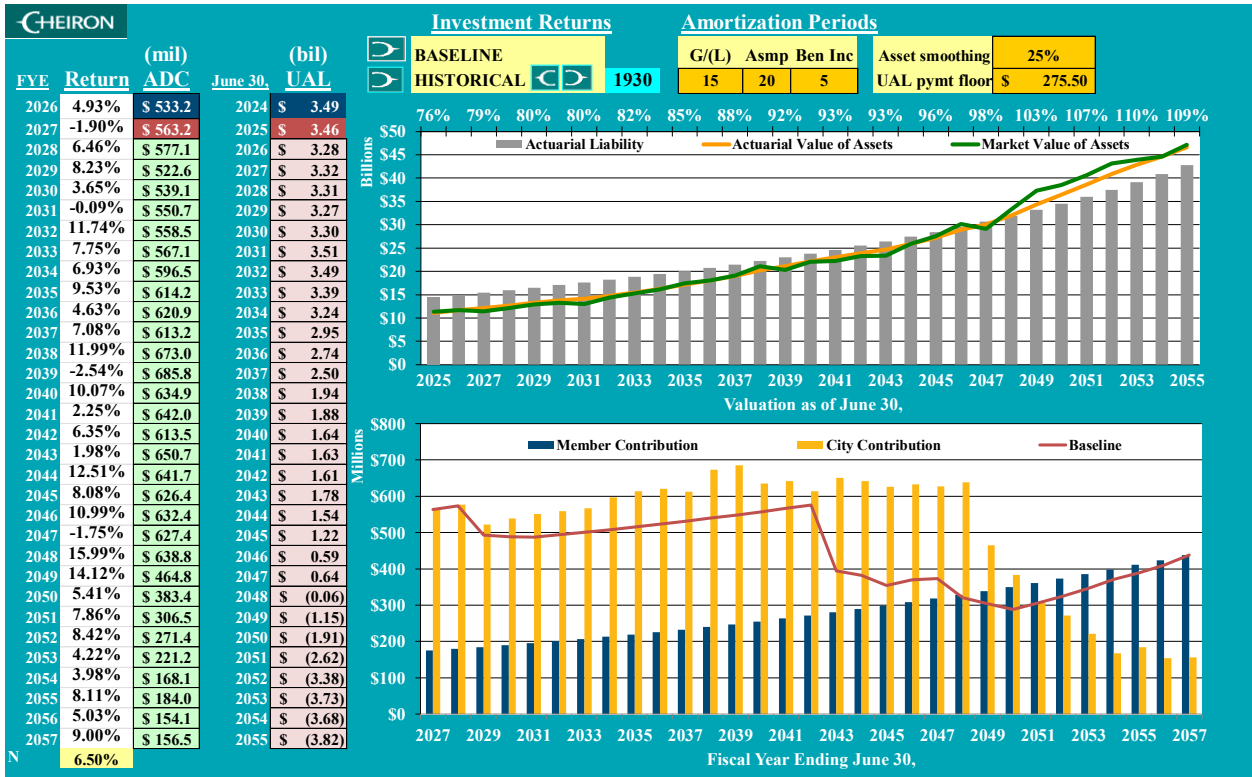 CHEIRON
Investment Returns
Amortization Periods
BASELINE
HISTORICAL
1930
G/(L) Asmp Ben Inc
15 20 5
Asset smoothing 25%
UAL pymt floor $ 275.50
(mil) (bil)
FYE Return ADC June 30, UAL
2026 4.93% $ 533.2 2024 $ 3.49
2027 -1.90% $ 563.2 2025 $ 3.46
2028 6.46% $ 577.1 2026 $ 3.28
2029 8.23% $ 522.6 2027 $ 3.32
2030 3.65% $ 539.1 2028 $ 3.31
2031 -0.09% $ 550.7 2029 $ 3.27
2032 11.74% $ 558.5 2030 $ 3.30
2033 7.75% $ 567.1 2031 $ 3.51
2034 6.93% $ 596.5 2032 $ 3.49
2035 9.53% $ 614.2 2033 $ 3.39
2036 4.63% $ 620.9 2034 $ 3.24
2037 7.08% $ 613.2 2035 $ 2.95
2038 11.99% $ 673.0 2036 $ 2.74
2039 -2.54% $ 685.8 2037 $ 2.50
2040 10.07% $ 634.9 2038 $ 1.94
2041 2.25% $ 642.0 2039 $ 1.88
2042 6.35% $ 613.5 2040 $ 1.64
2043 1.98% $ 650.7 2041 $ 1.63
2044 12.51% $ 641.7 2042 $ 1.61
2045 8.08% $ 626.4 2043 $ 1.78
2046 10.99% $ 632.4 2044 $ 1.54
2047 -1.75% $ 627.4 2045 $ 1.22
2048 15.99% $ 638.8 2046 $ 0.59
2049 14.12% $ 464.8 2047 $ 0.64
2050 5.41% $ 383.4 2048 $ (0.06)
2051 7.86% $ 306.5 2049 $ (1.15)
2052 8.42% $ 271.4 2050 $ (1.91)
2053 4.22% $ 221.2 2051 $ (2.62)
2054 3.98% $ 168.1 2052 $ (3.38)
2055 8.11% $ 184.0 2053 $ (3.73)
2056 5.03% $ 154.1 2054 $ (3.68)
2057 9.00% $ 156.5 2055 $ (3.82)
N 6.50%
76% 79% 80% 80% 82% 85% 88% 92% 93% 93% 96% 98% 103% 107% 110% 109%
Billions
Actuarial Liability Actuarial Value of Assets Market Value of Assets
$50
$45
$40
$35
$30
$25
$20
$15
$10
$5
$0
2025 2027 2029 2031 2033 2035 2037 2039 2041 2043 2045 2047 2049 2051 2053 2055
Valuation as of June 30,
Millions
Member Contribution City Contribution Baseline
$800
$700
$600
$500
$400
$300
$200
$100
$0
2027 2029 2031 2033 2035 2037 2039 2041 2043 2045 2047 2049 2051 2053 2055 2057
Fiscal Year Ending June 30,